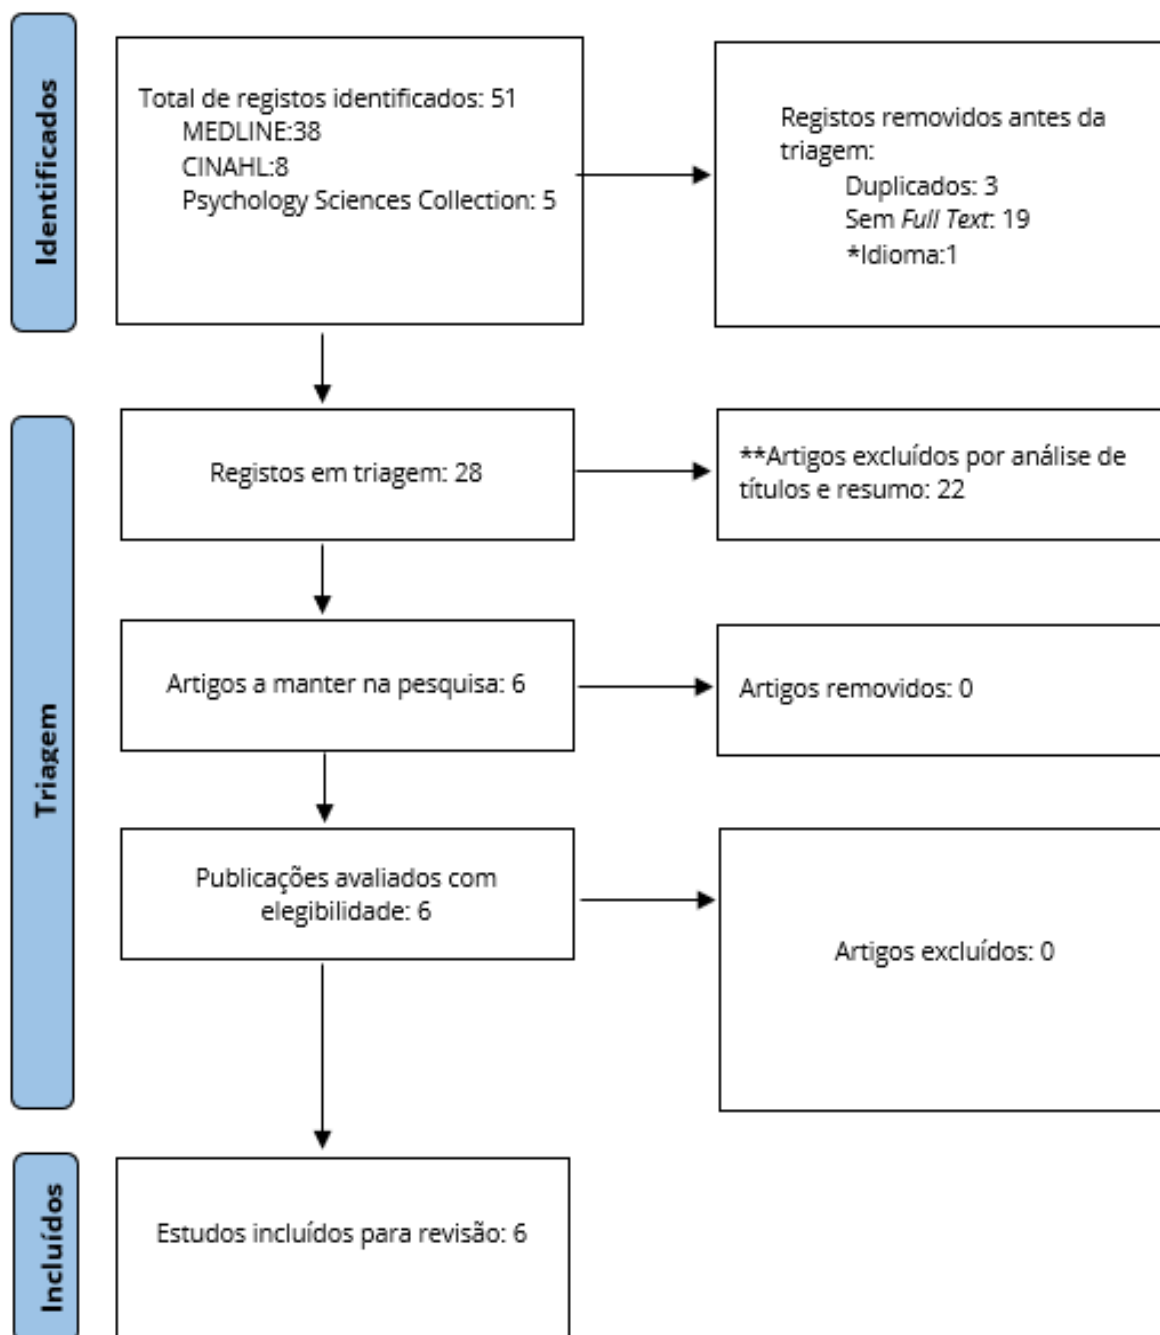 Identificados
Total de registos identificados: 51
MEDLINE:38
CINAHL:8
Psychology Sciences Collection: 5
Registos removidos antes da
triagem:
Duplicados: 3
Sem Full Text: 19
*Idioma:1
Triagem
Registos em triagem: 28
**Artigos excluídos por análise de
títulos e resumo: 22
Artigos a manter na pesquisa: 6
Artigos removidos: 0
Publicações avaliados com
elegibilidade: 6
Artigos excluídos: 0
Incluídos
Estudos incluídos para revisão: 6